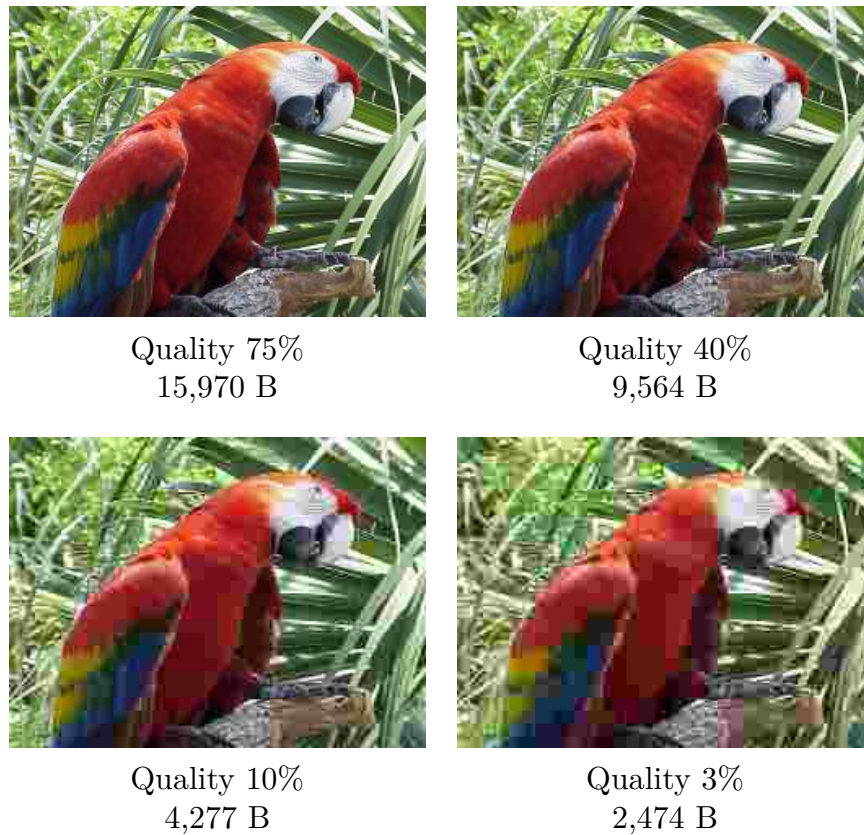 Quality 75%
15,970 B
Quality 40%
9,564 B
Quality 10%
4,277 B
Quality 3%
2,474 B